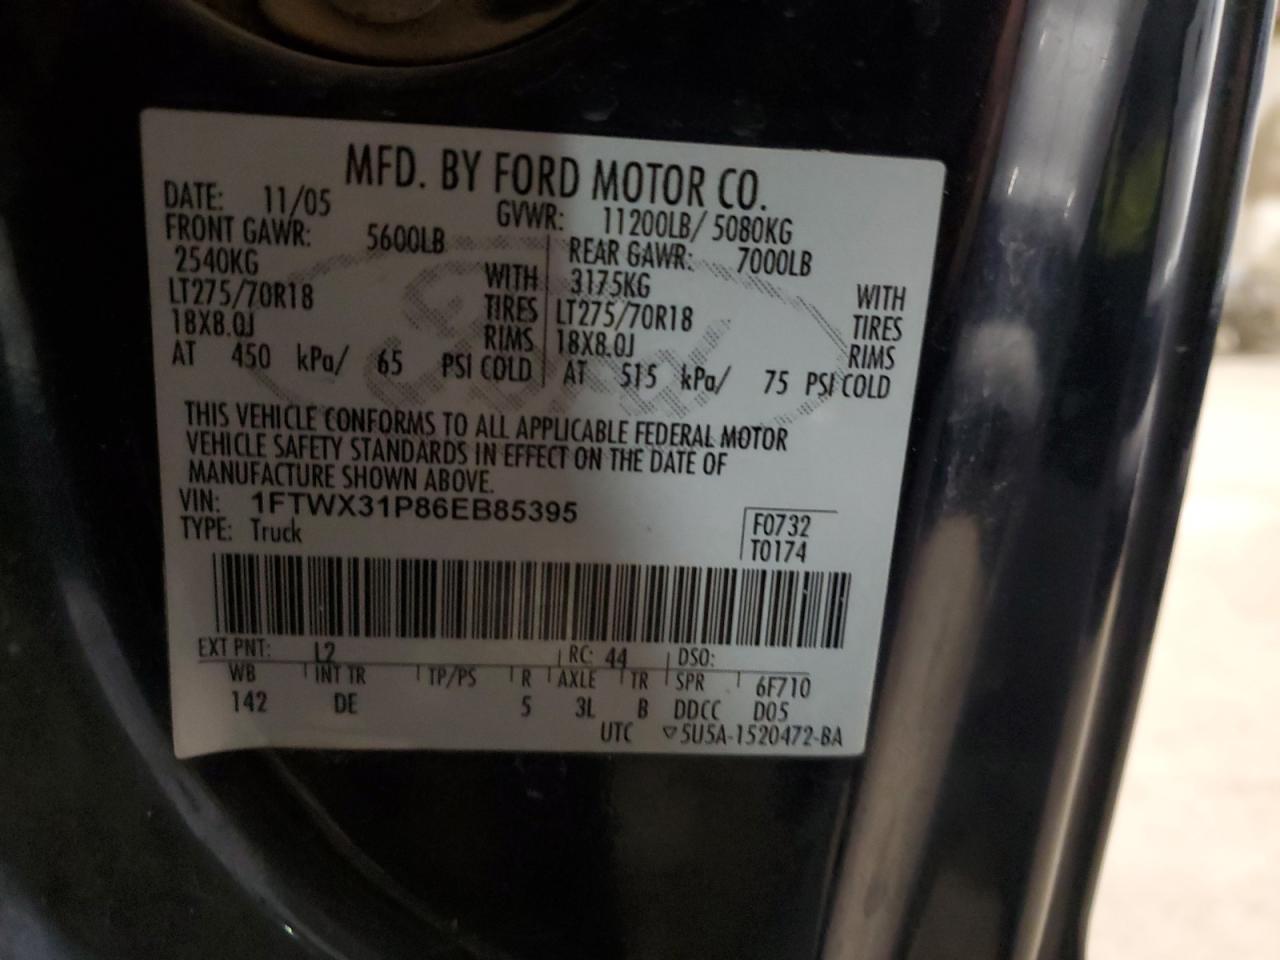 MFD. BY FORD MOTOR CO.
DATE: 11/05 GVWR: 11200LB/ 5080KG
FRONT GAWR: 5600LB REAR GAWR: 7000LB
2540KG WITH 3175KG WITH
LT275/70R18 TIRES LT275/70R18 TIRES
18X8.0J RIMS 18X8.0J RIMS
AT 450 kPa/ 65 PSI COLD AT 515 kPa/ 75 PSI COLD
THIS VEHICLE CONFORMS TO ALL APPLICABLE FEDERAL MOTOR
VEHICLE SAFETY STANDARDS IN EFFECT ON THE DATE OF
MANUFACTURE SHOWN ABOVE.
VIN: 1FTWX31P86EB85395
TYPE: Truck F0732
T0174
EXT PNT: L2 RC: 44 DSO:
WB INT TR TP/PS R AXLE TR SPR 6F710
142 DE 5 3L B DDCC D05
UTC ▽5U5A-1520472-BA